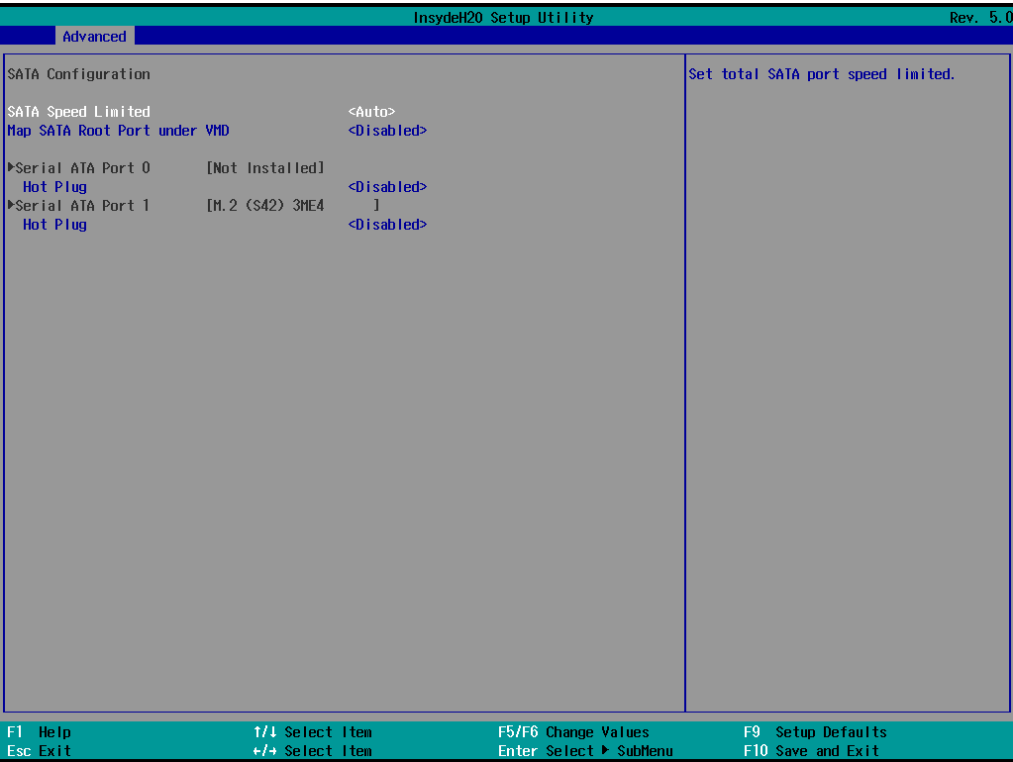 InsydeH20 Setup Utility Rev. 5.0
Advanced
SATA Configuration
Set total SATA port speed limited.
SATA Speed Limited <Auto>
Map SATA Root Port under VMD <Disabled>
▶Serial ATA Port 0 [Not Installed]
Hot Plug <Disabled>
▶Serial ATA Port 1 [M.2 (S42) 3ME4 ]
Hot Plug <Disabled>
F1 Help ↑/↓ Select Item F5/F6 Change Values F9 Setup Defaults
Esc Exit ←/→ Select Item Enter Select ▶ SubMenu F10 Save and Exit